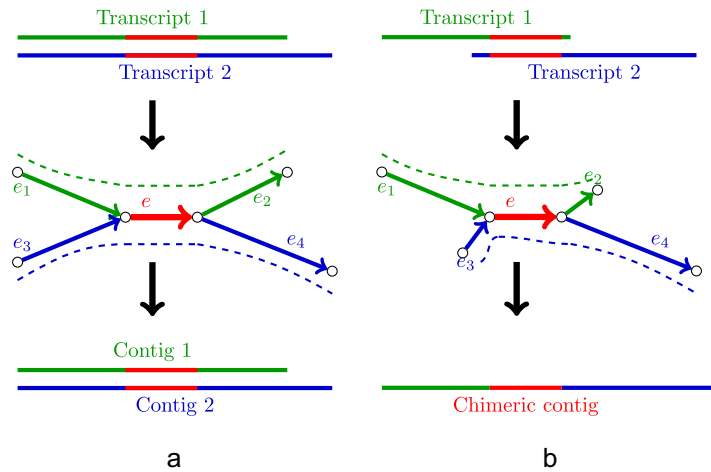 Transcript 1
Transcript 2
e1
e
e2
e3
e4
Contig 1
Contig 2
a
Transcript 1
Transcript 2
e1
e
e2
e3
e4
Chimeric contig
b